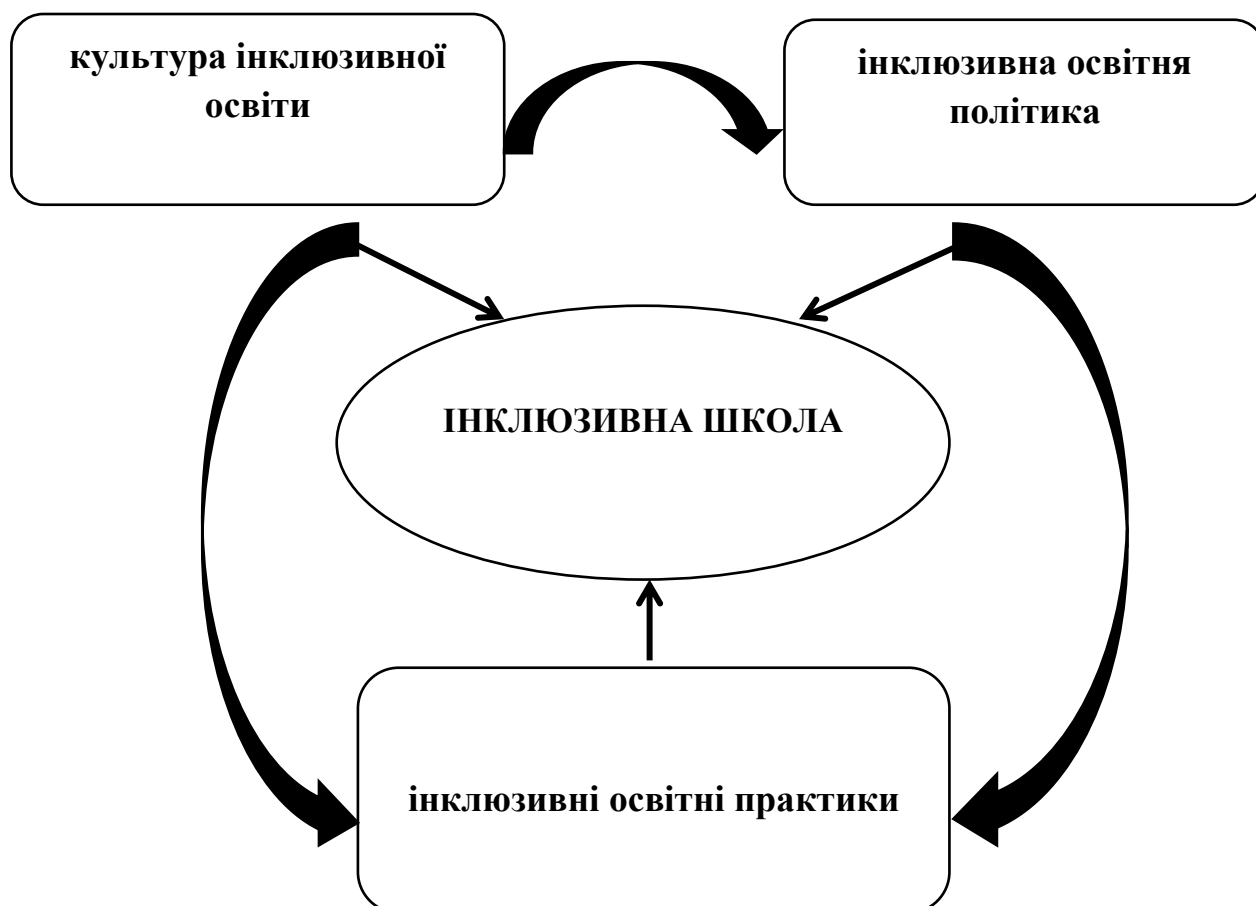 культура інклюзивної
освіти
інклюзивна освітня
політика
ІНКЛЮЗИВНА ШКОЛА
інклюзивні освітні практики